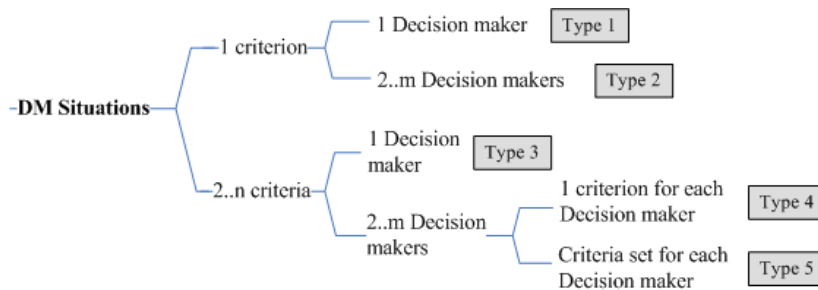 1 Decision maker Type 1
1 criterion
2..m Decision makers Type 2
DM Situations
1 Decision
maker
Type 3
2..n criteria
2..m Decision
makers
1 criterion for each
Decision maker
Type 4
Criteria set for each
Decision maker
Type 5